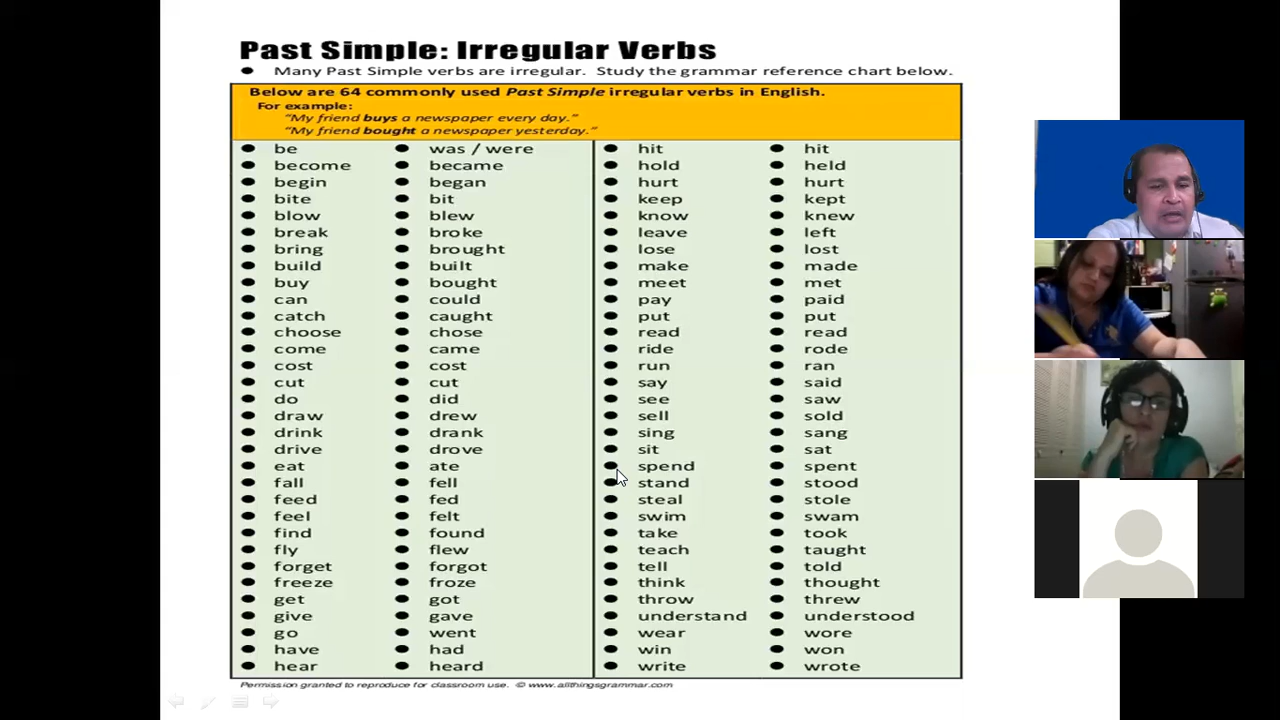 Past Simple: Irregular Verbs
● Many Past Simple verbs are irregular. Study the grammar reference chart below.
Below are 64 commonly used Past Simple irregular verbs in English.
For example:
"My friend buys a newspaper every day."
"My friend bought a newspaper yesterday."
● be ● was / were ● hit ● hit
● become ● became ● hold ● held
● begin ● began ● hurt ● hurt
● bite ● bit ● keep ● kept
● blow ● blew ● know ● knew
● break ● broke ● leave ● left
● bring ● brought ● lose ● lost
● build ● built ● make ● made
● buy ● bought ● meet ● met
● can ● could ● pay ● paid
● catch ● caught ● put ● put
● choose ● chose ● read ● read
● come ● came ● ride ● rode
● cost ● cost ● run ● ran
● cut ● cut ● say ● said
● do ● did ● see ● saw
● draw ● drew ● sell ● sold
● drink ● drank ● sing ● sang
● drive ● drove ● sit ● sat
● eat ● ate ● spend ● spent
● fall ● fell ● stand ● stood
● feed ● fed ● steal ● stole
● feel ● felt ● swim ● swam
● find ● found ● take ● took
● fly ● flew ● teach ● taught
● forget ● forgot ● tell ● told
● freeze ● froze ● think ● thought
● get ● got ● throw ● threw
● give ● gave ● understand ● understood
● go ● went ● wear ● wore
● have ● had ● win ● won
● hear ● heard ● write ● wrote
Permission granted to reproduce for classroom use. © www.allthingsgrammar.com